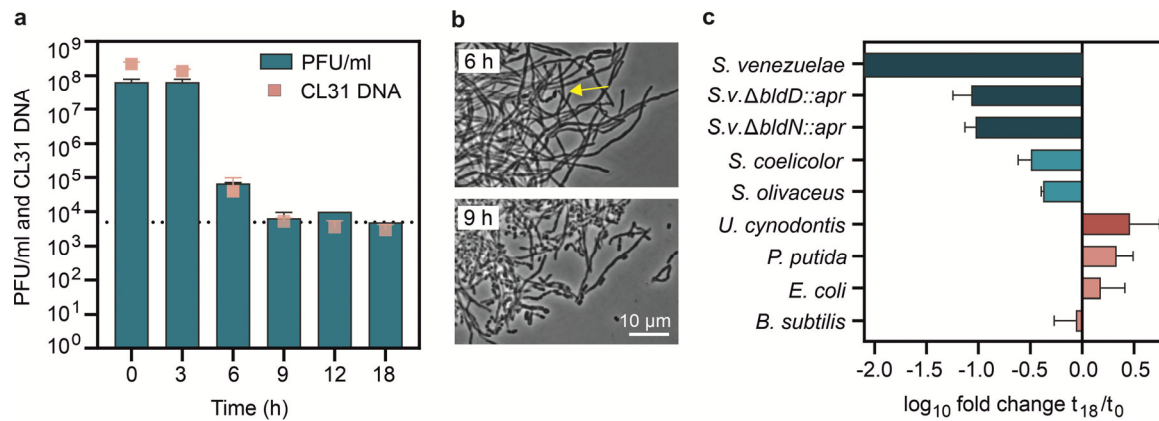 a
10⁹
10⁸
10⁷
10⁶
10⁵
10⁴
10³
10²
10¹
10⁰
PFU/ml and CL31 DNA
PFU/ml
CL31 DNA
0 3 6 9 12 18
Time (h)
b
6 h
9 h
10 µm
c
S. venezuelae
S.v.ΔbldD::apr
S.v.ΔbldN::apr
S. coelicolor
S. olivaceus
U. cynodontis
P. putida
E. coli
B. subtilis
-2.0 -1.5 -1.0 -0.5 0.0 0.5
log₁₀ fold change t₁₈/t₀